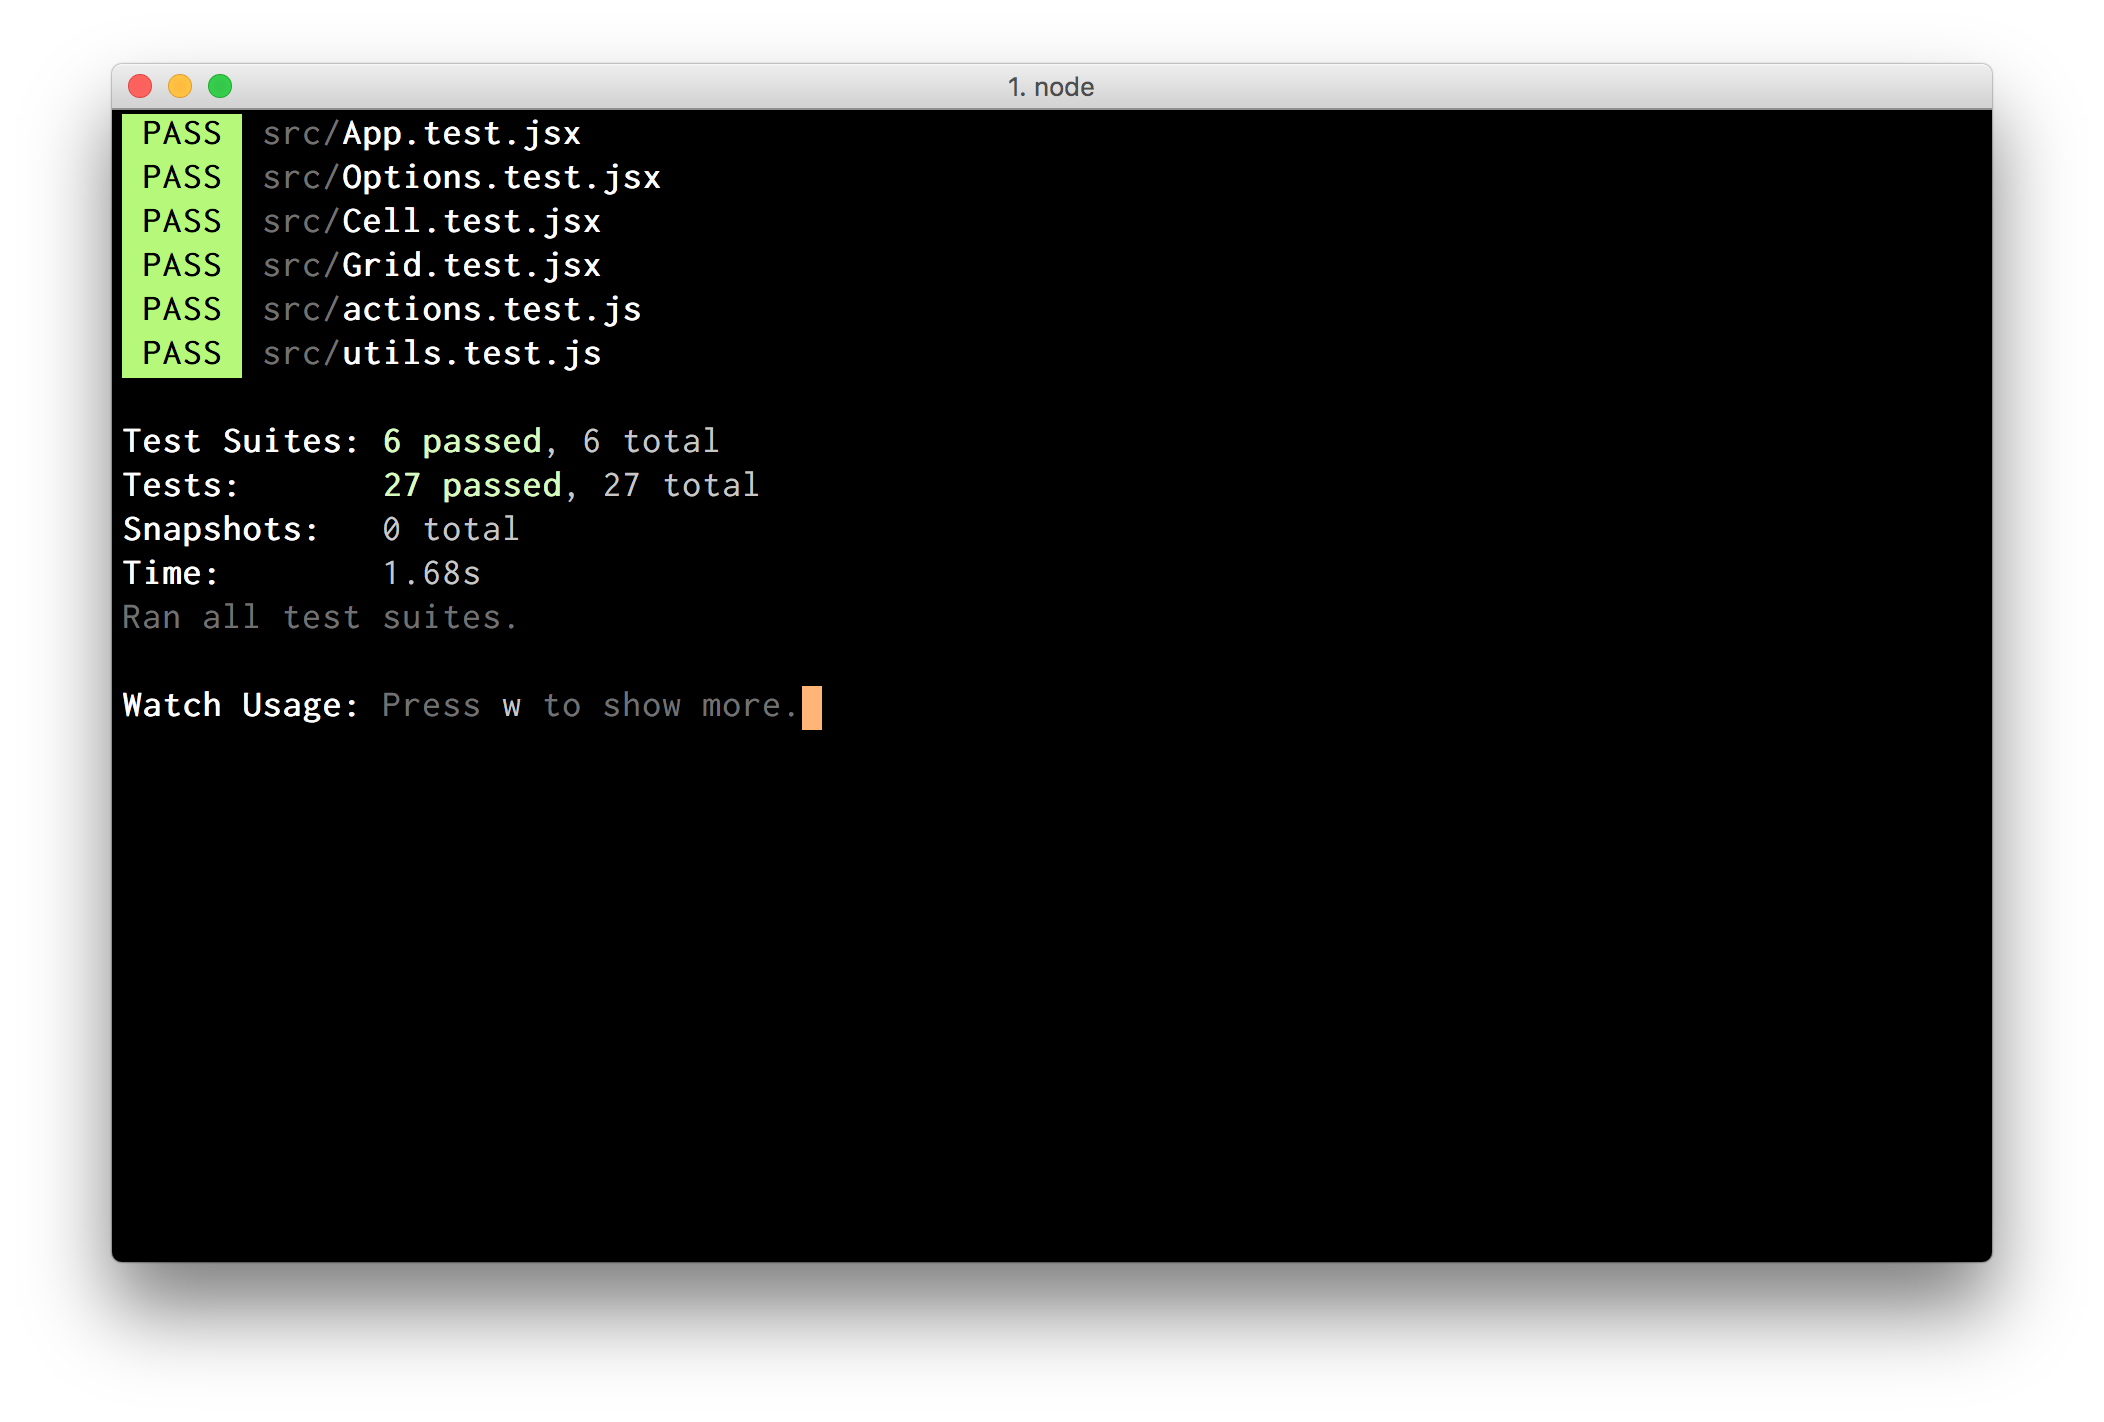 1. node
PASS src/App.test.jsx
PASS src/Options.test.jsx
PASS src/Cell.test.jsx
PASS src/Grid.test.jsx
PASS src/actions.test.js
PASS src/utils.test.js
Test Suites: 6 passed, 6 total
Tests: 27 passed, 27 total
Snapshots: 0 total
Time: 1.68s
Ran all test suites.
Watch Usage: Press w to show more.